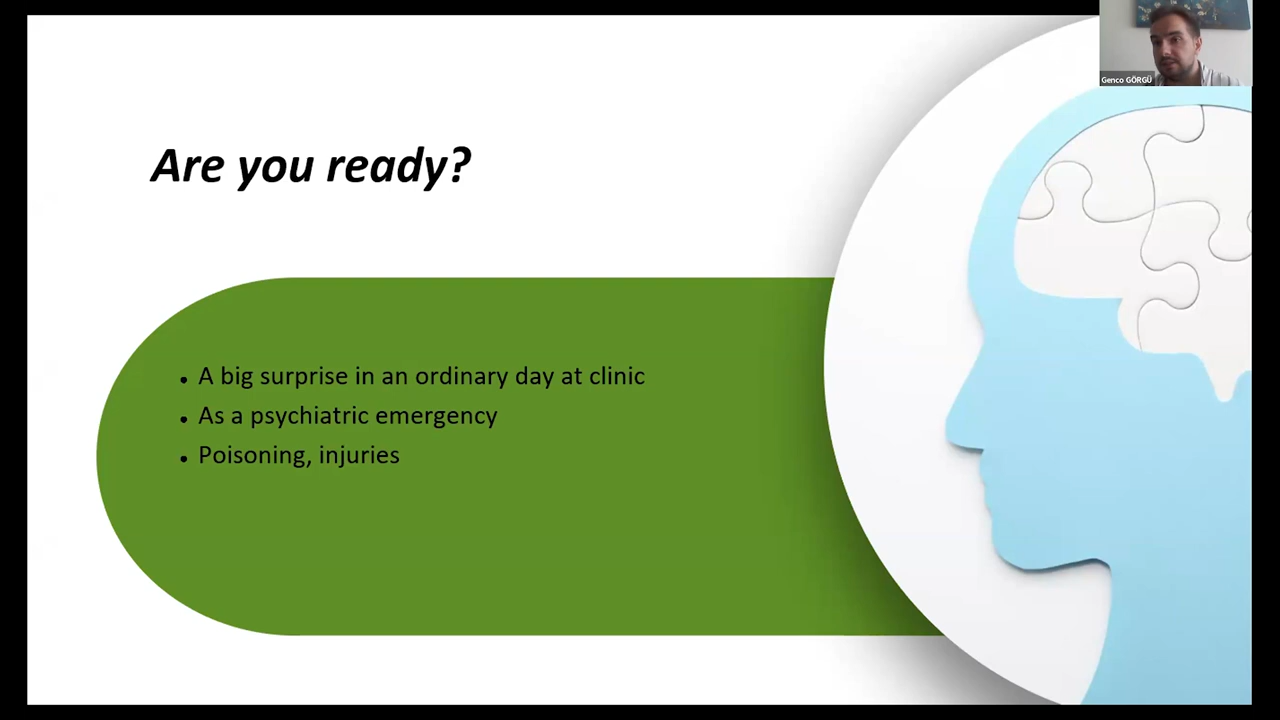 Genco GÖRGÜ
Are you ready?
• A big surprise in an ordinary day at clinic
• As a psychiatric emergency
• Poisoning, injuries